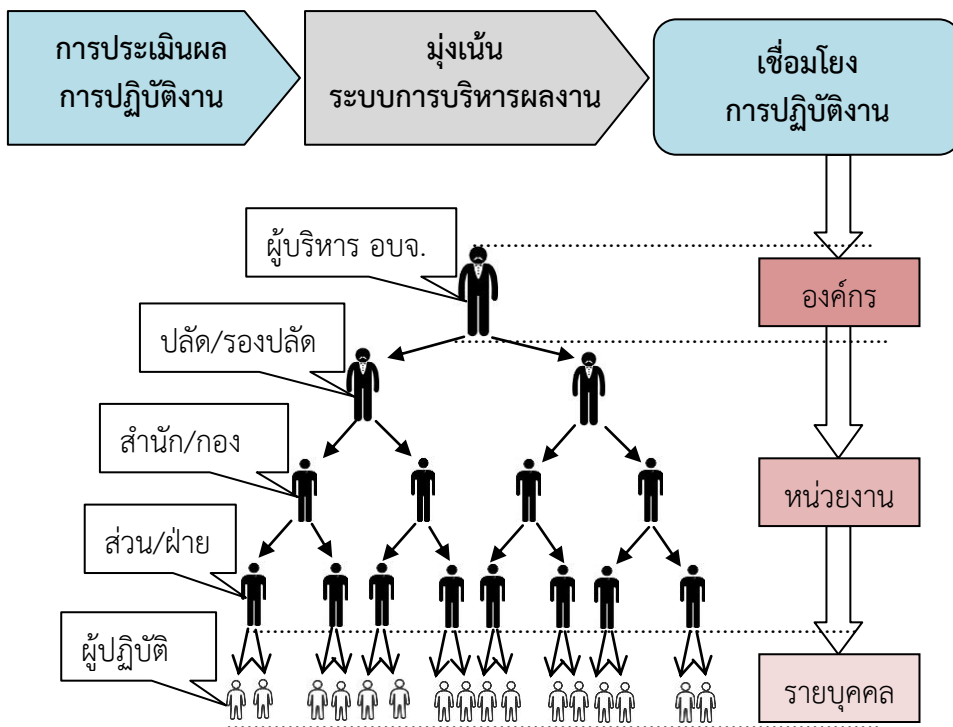 การประเมินผล
การปฏิบัติงาน
มุ่งเน้น
ระบบการบริหารผลงาน
เชื่อมโยง
การปฏิบัติงาน
ผู้บริหาร อบจ.
องค์กร
ปลัด/รองปลัด
สำนัก/กอง
หน่วยงาน
ส่วน/ฝ่าย
ผู้ปฏิบัติ
รายบุคคล